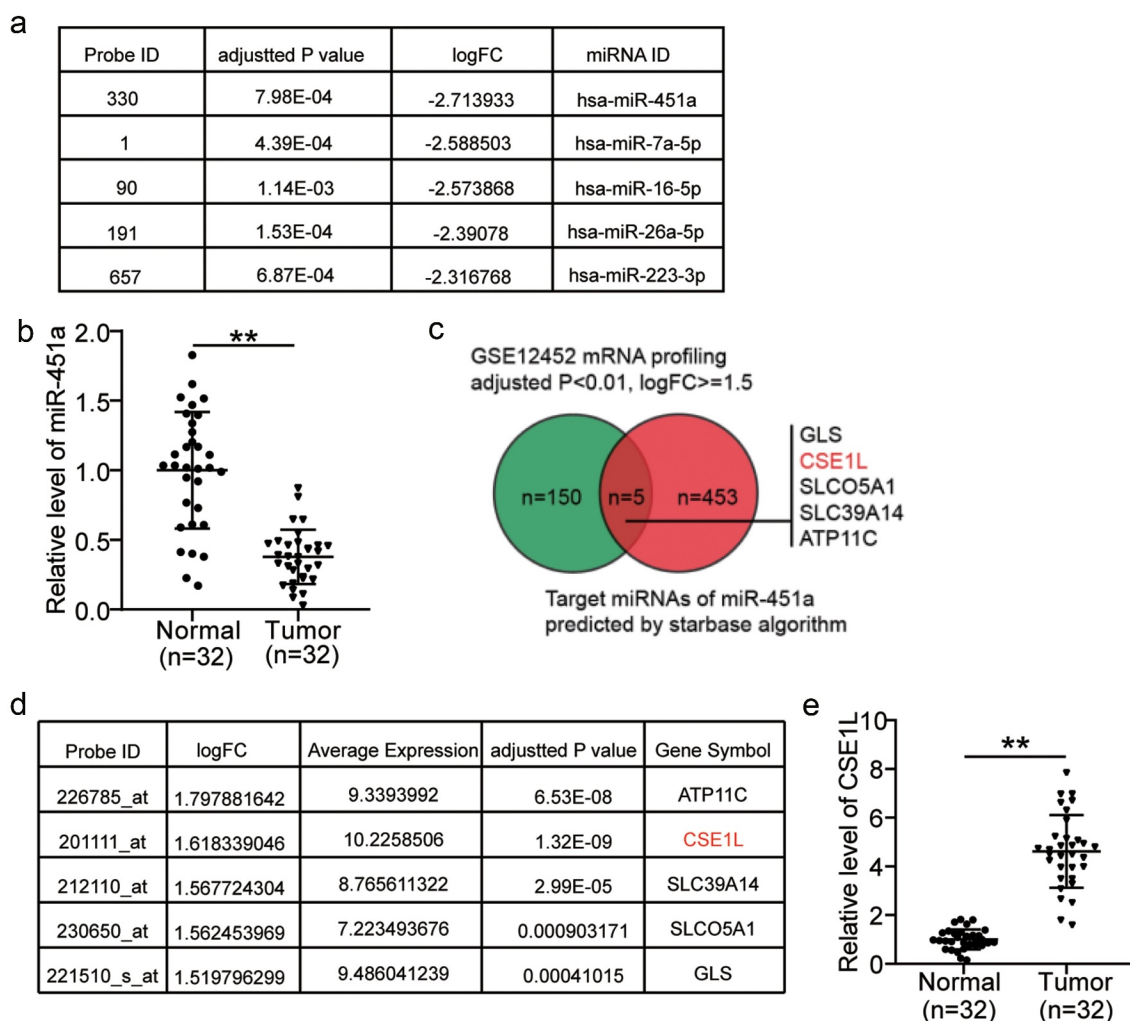 a
Probe ID adjustted P value logFC miRNA ID
330 7.98E-04 -2.713933 hsa-miR-451a
1 4.39E-04 -2.588503 hsa-miR-7a-5p
90 1.14E-03 -2.573868 hsa-miR-16-5p
191 1.53E-04 -2.39078 hsa-miR-26a-5p
657 6.87E-04 -2.316768 hsa-miR-223-3p
b
Relative level of miR-451a
2.0
1.5
1.0
0.5
0.0
**
Normal Tumor
(n=32) (n=32)
c
GSE12452 mRNA profiling
adjusted P<0.01, logFC>=1.5
n=150 n=5 n=453
GLS
CSE1L
SLCO5A1
SLC39A14
ATP11C
Target miRNAs of miR-451a
predicted by starbase algorithm
d
Probe ID logFC Average Expression adjustted P value Gene Symbol
226785_at 1.797881642 9.3393992 6.53E-08 ATP11C
201111_at 1.618339046 10.2258506 1.32E-09 CSE1L
212110_at 1.567724304 8.765611322 2.99E-05 SLC39A14
230650_at 1.562453969 7.223493676 0.000903171 SLCO5A1
221510_s_at 1.519796299 9.486041239 0.00041015 GLS
e
Relative level of CSE1L
10
8
6
4
2
0
**
Normal Tumor
(n=32) (n=32)